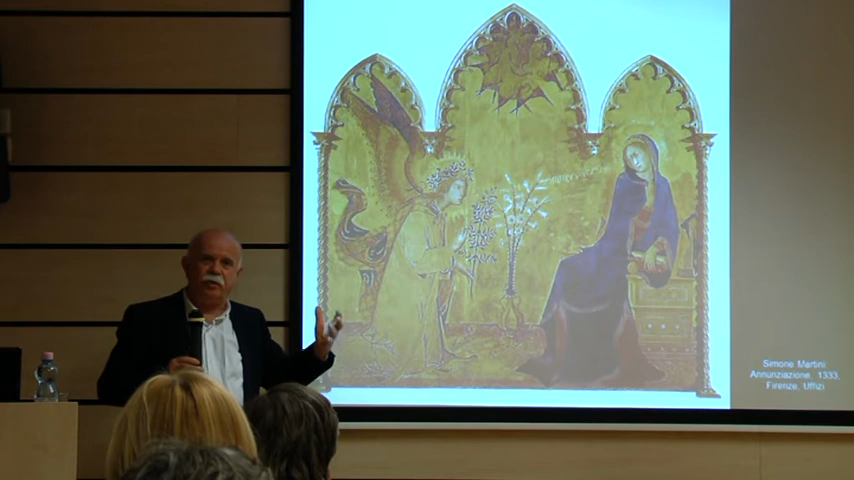 Simone Martini,
Annunziazione, 1333,
Firenze, Uffizi